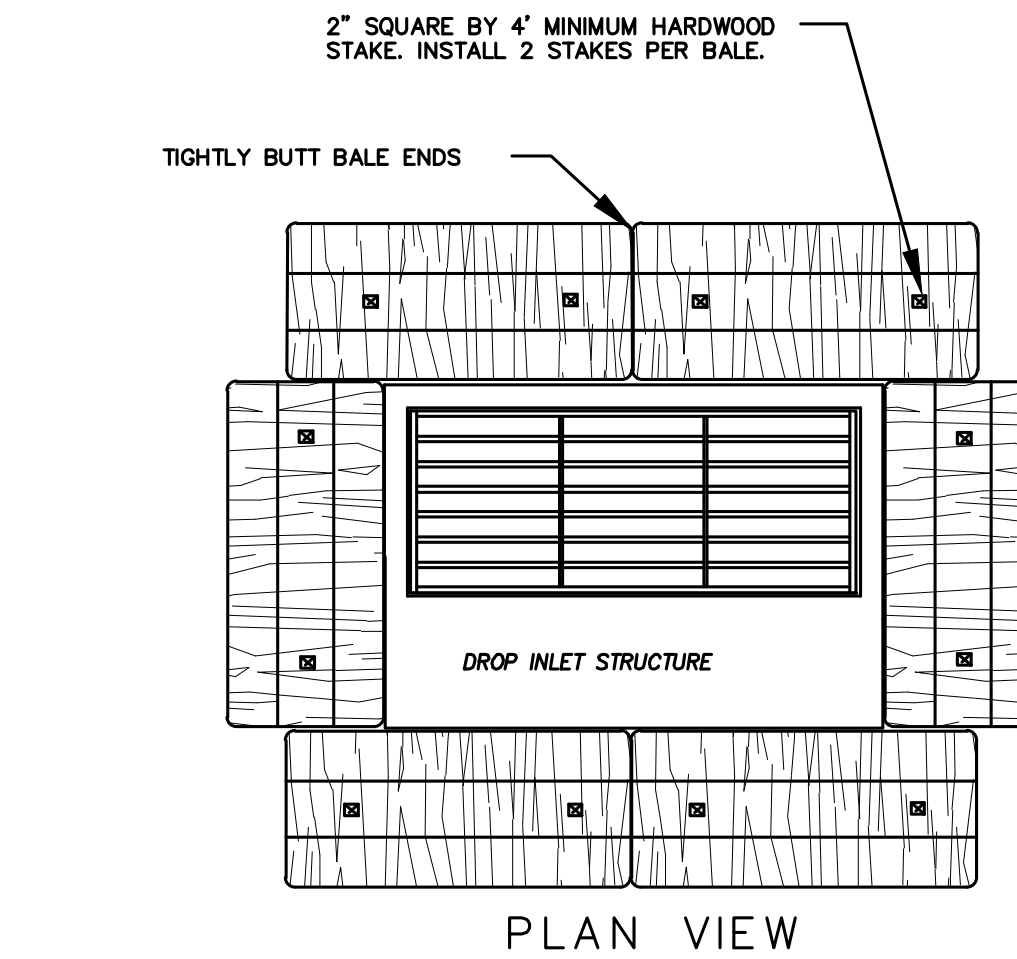 2" SQUARE BY 4' MINIMUM HARDWOOD
STAKE. INSTALL 2 STAKES PER BALE.
TIGHTLY BUTT BALE ENDS
DROP INLET STRUCTURE
PLAN VIEW